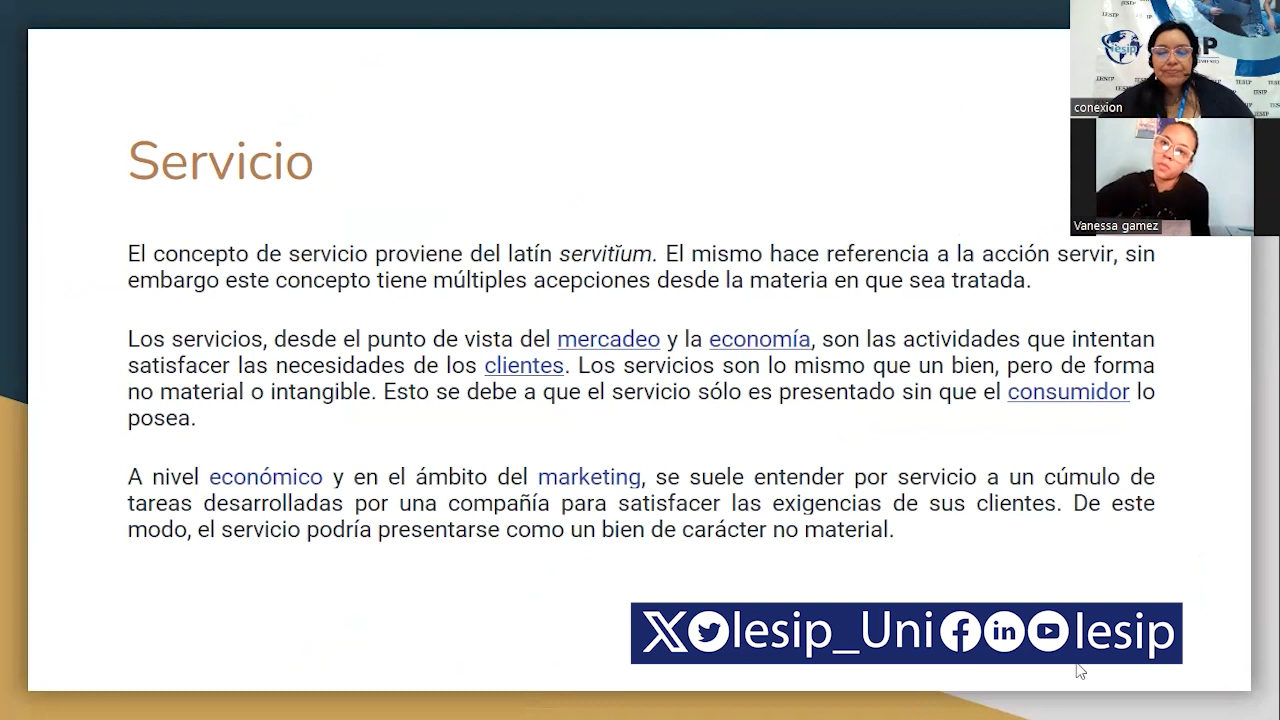 Servicio
El concepto de servicio proviene del latín servitĭum. El mismo hace referencia a la acción servir, sin
embargo este concepto tiene múltiples acepciones desde la materia en que sea tratada.
Los servicios, desde el punto de vista del mercadeo y la economía, son las actividades que intentan
satisfacer las necesidades de los clientes. Los servicios son lo mismo que un bien, pero de forma
no material o intangible. Esto se debe a que el servicio sólo es presentado sin que el consumidor lo
posea.
A nivel económico y en el ámbito del marketing, se suele entender por servicio a un cúmulo de
tareas desarrolladas por una compañía para satisfacer las exigencias de sus clientes. De este
modo, el servicio podría presentarse como un bien de carácter no material.
Iesip_Uni Iesip
conexion
Vanessa gamez